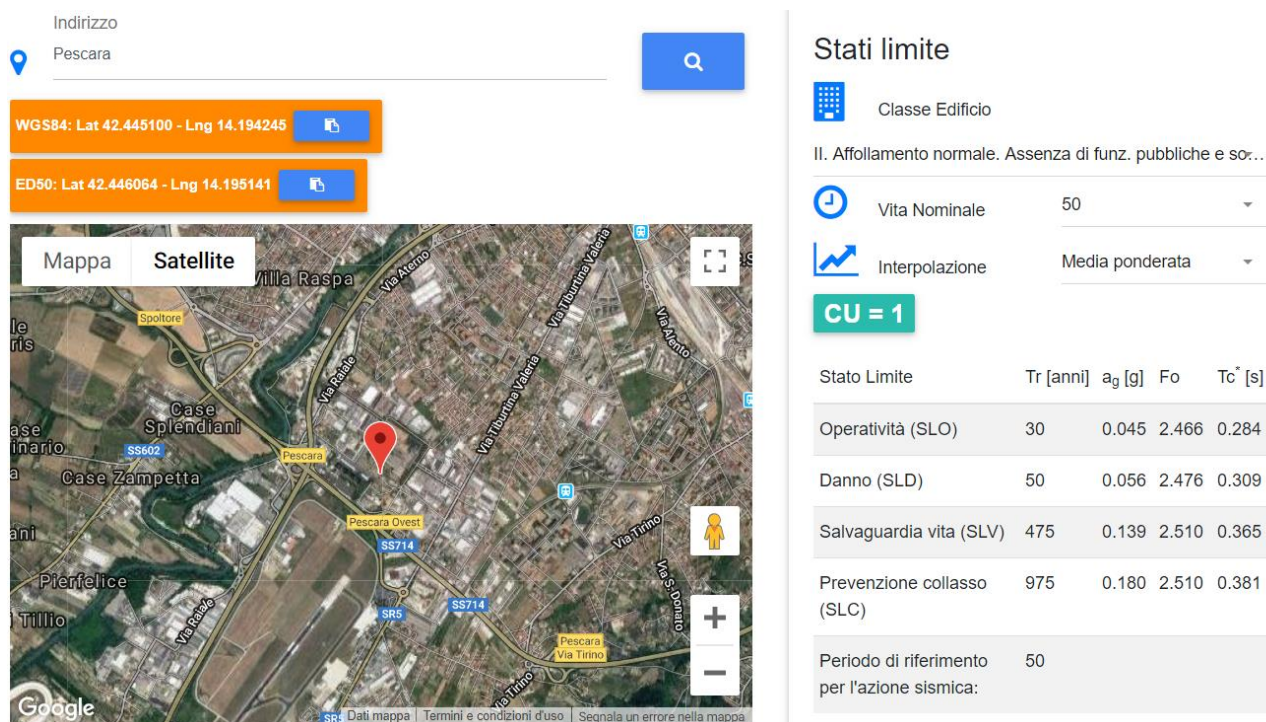 Indirizzo
Pescara
WGS84: Lat 42.445100 - Lng 14.194245
ED50: Lat 42.446064 - Lng 14.195141
Mappa Satellite
Villa Raspa
Via Aterno
Via Tiburtina Valeria
Spoltore
Via Alento
Via Raiale
Via Tiburtina Valeria
Case
Splendiani
SS602
Pescara
Case Zampetta
Pescara Ovest
SS714
Via Tirino
Pierfelice
Via S. Donato
Tillio
Via Raiale
SR5
SS714
Pescara
Via Tirino
Via Tirino
Google
Dati mappa Termini e condizioni d'uso Segnala un errore nella mappa
Stati limite
Classe Edificio
II. Affollamento normale. Assenza di funz. pubbliche e so...
Vita Nominale 50
Interpolazione Media ponderata
CU = 1
Stato Limite Tr [anni] ag [g] Fo Tc* [s]
Operatività (SLO) 30 0.045 2.466 0.284
Danno (SLD) 50 0.056 2.476 0.309
Salvaguardia vita (SLV) 475 0.139 2.510 0.365
Prevenzione collasso 975 0.180 2.510 0.381
(SLC)
Periodo di riferimento 50
per l'azione sismica: